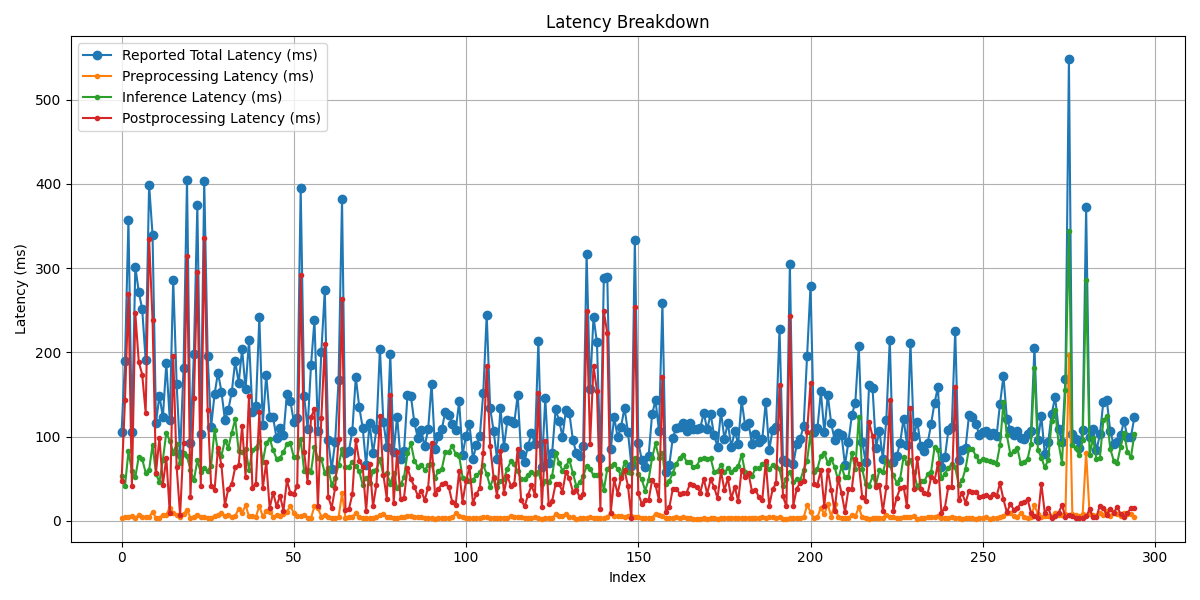 Latency Breakdown
Reported Total Latency (ms)
Preprocessing Latency (ms)
Inference Latency (ms)
Postprocessing Latency (ms)
Latency (ms)
500
400
300
200
100
0
0 50 100 150 200 250 300
Index